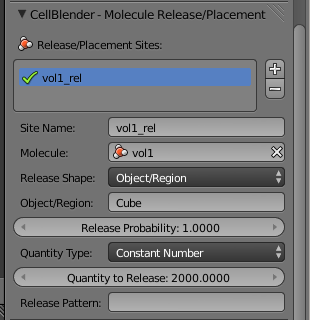 CellBlender - Molecule Release/Placement
Release/Placement Sites:
vol1_rel
Site Name: vol1_rel
Molecule: vol1
Release Shape: Object/Region
Object/Region: Cube
Release Probability: 1.0000
Quantity Type: Constant Number
Quantity to Release: 2000.0000
Release Pattern: